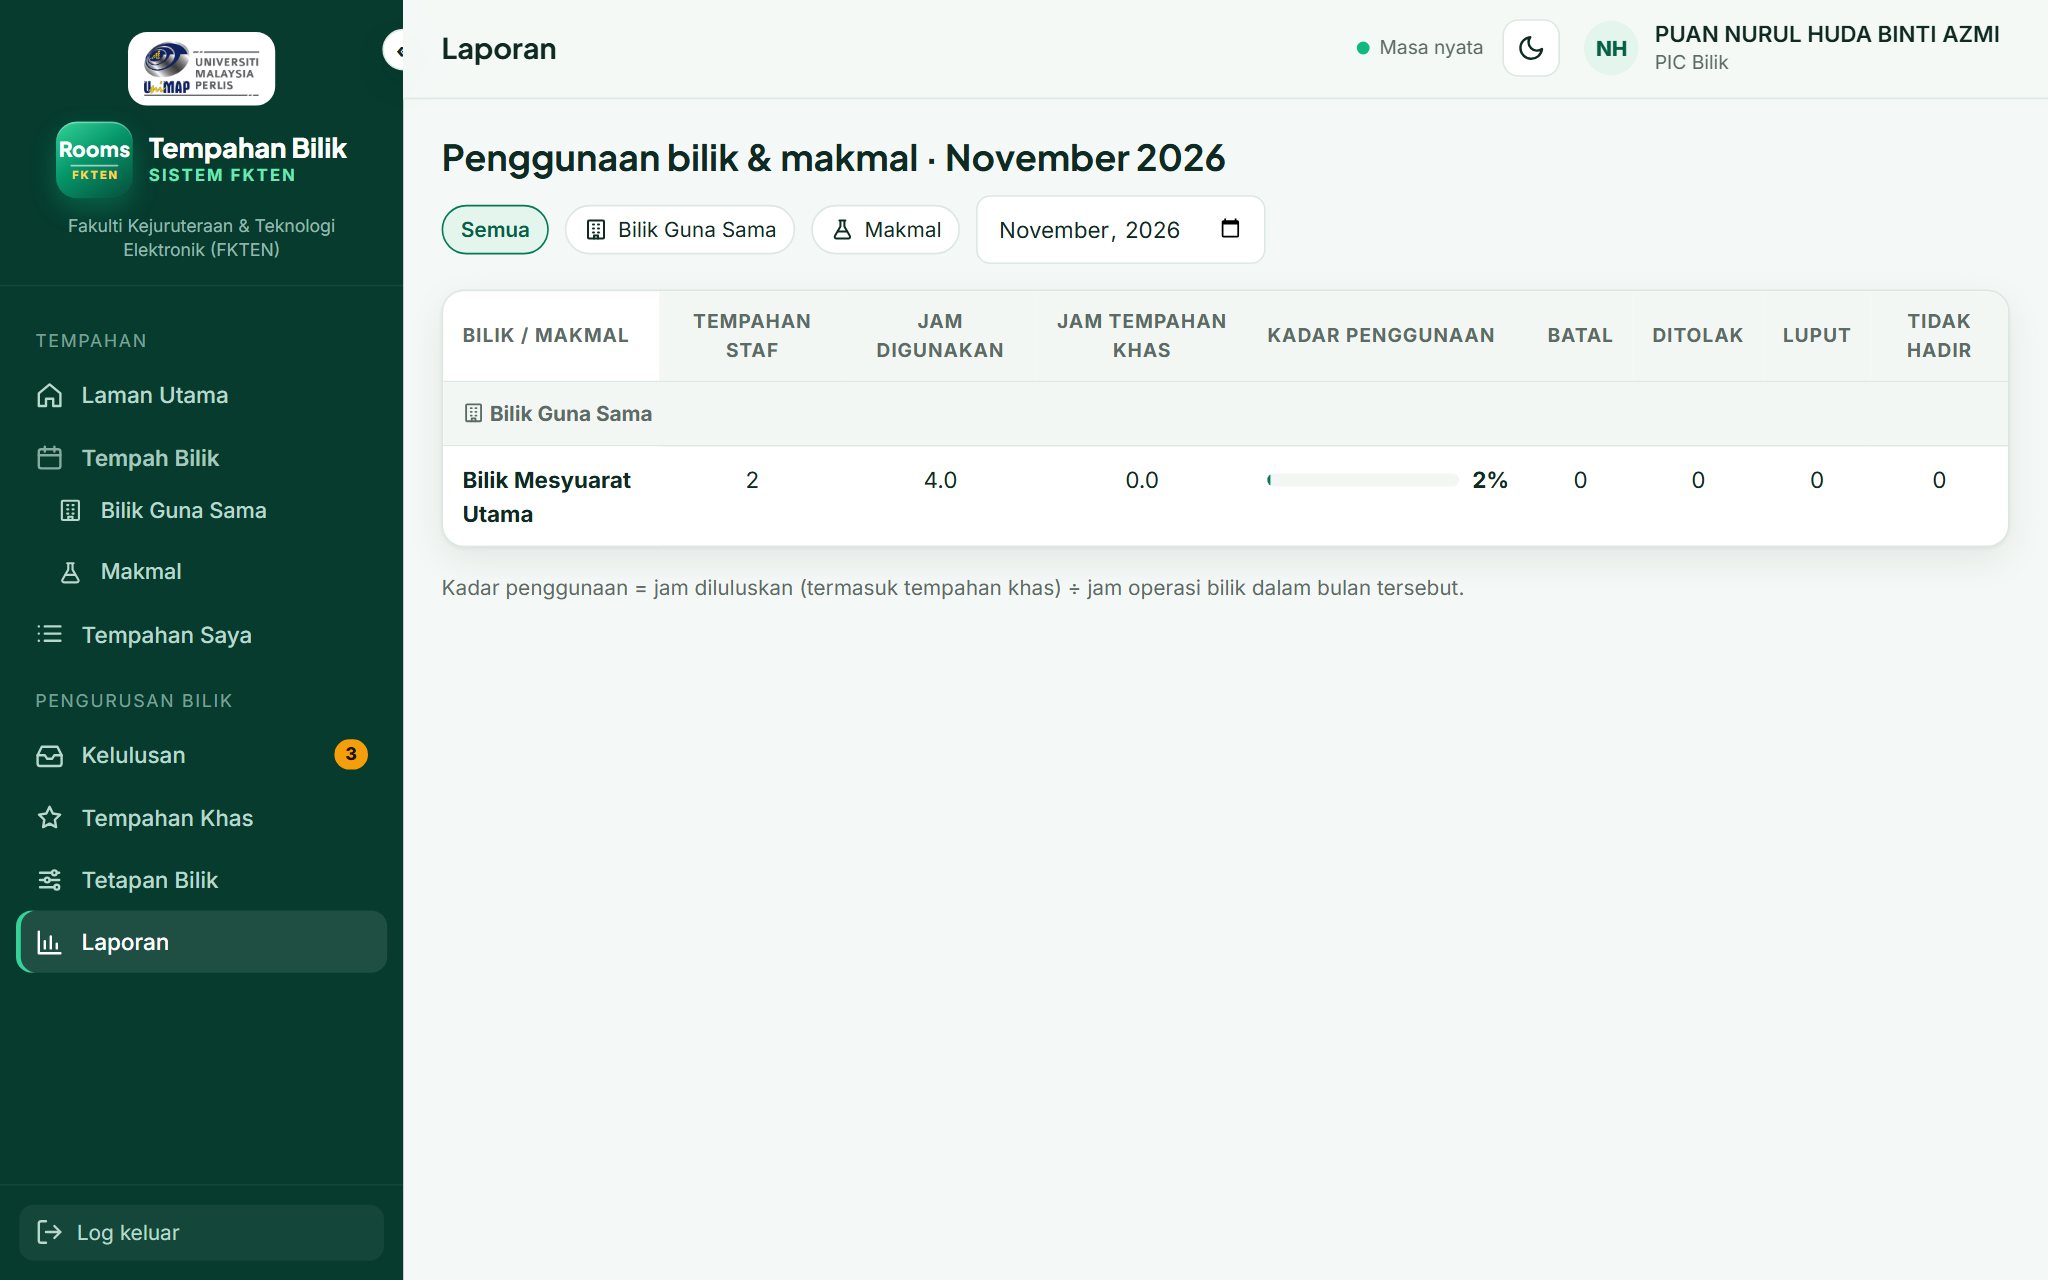 UNIVERSITI
MALAYSIA
PERLIS
UniMAP
Rooms
FKTEN
Tempahan Bilik
SISTEM FKTEN
Fakulti Kejuruteraan & Teknologi
Elektronik (FKTEN)
TEMPAHAN
Laman Utama
Tempah Bilik
Bilik Guna Sama
Makmal
Tempahan Saya
PENGURUSAN BILIK
Kelulusan 3
Tempahan Khas
Tetapan Bilik
Laporan
Log keluar
«
Laporan
Masa nyata
NH
PUAN NURUL HUDA BINTI AZMI
PIC Bilik
Penggunaan bilik & makmal · November 2026
Semua Bilik Guna Sama Makmal November, 2026
BILIK / MAKMAL TEMPAHAN STAF JAM DIGUNAKAN JAM TEMPAHAN KHAS KADAR PENGGUNAAN BATAL DITOLAK LUPUT TIDAK HADIR
Bilik Guna Sama
Bilik Mesyuarat Utama 2 4.0 0.0 2% 0 0 0 0
Kadar penggunaan = jam diluluskan (termasuk tempahan khas) ÷ jam operasi bilik dalam bulan tersebut.